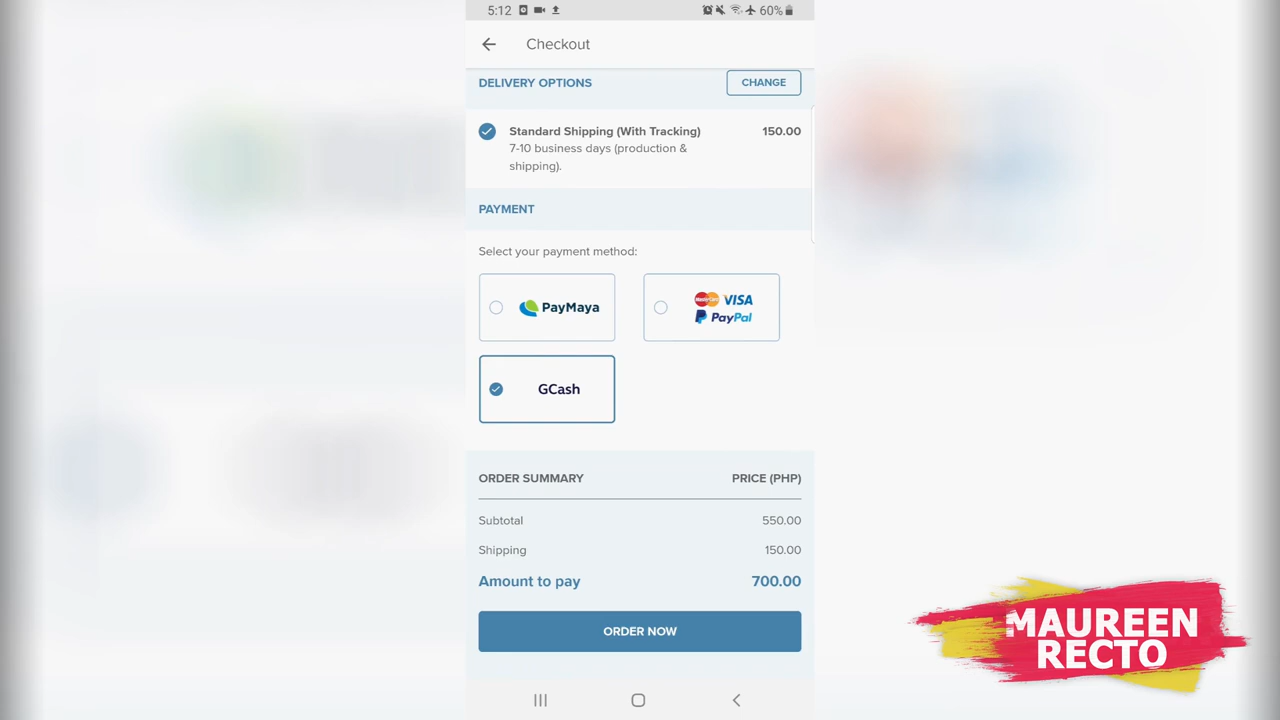 5:12
60%
Checkout
DELIVERY OPTIONS
CHANGE
Standard Shipping (With Tracking) 150.00
7-10 business days (production &
shipping).
PAYMENT
Select your payment method:
PayMaya
MasterCard VISA
PayPal
GCash
ORDER SUMMARY PRICE (PHP)
Subtotal 550.00
Shipping 150.00
Amount to pay 700.00
ORDER NOW
MAUREEN
RECTO